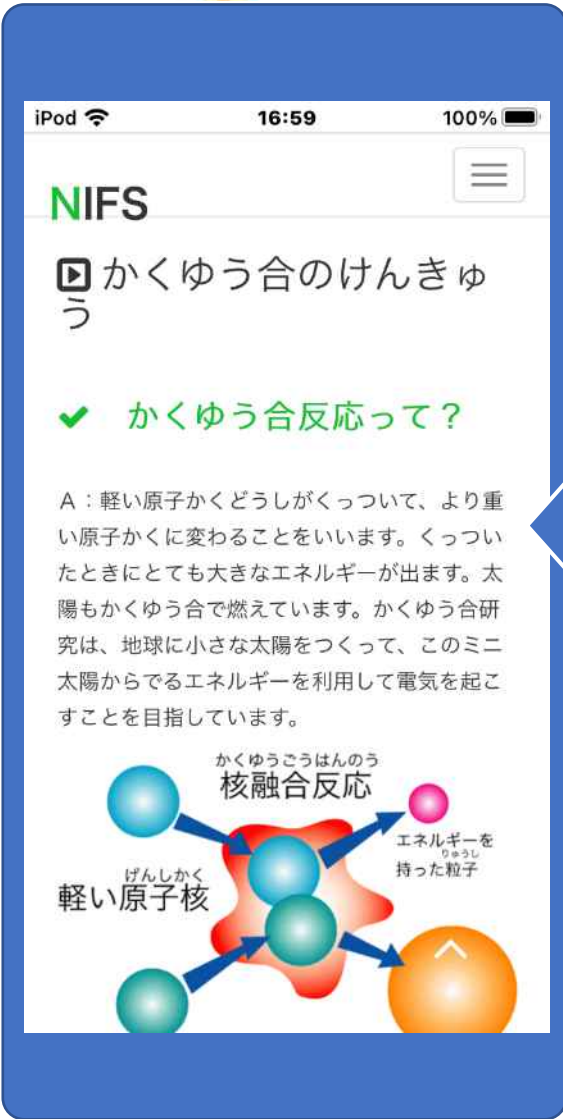 iPod 16:59 100%
NIFS
かくゆう合のけんきゅ
う
かくゆう合反応って？
A：軽い原子かくどうしがくっついて、より重
い原子かくに変わることをいいます。くっつい
たときにとても大きなエネルギーが出ます。太
陽もかくゆう合で燃えています。かくゆう合研
究は、地球に小さな太陽をつくって、このミニ
太陽からでるエネルギーを利用して電気を起こ
すことを目指しています。
かくゆうごうはんのう
核融合反応
エネルギーを
りゅうし
持った粒子
げんしかく
軽い原子核